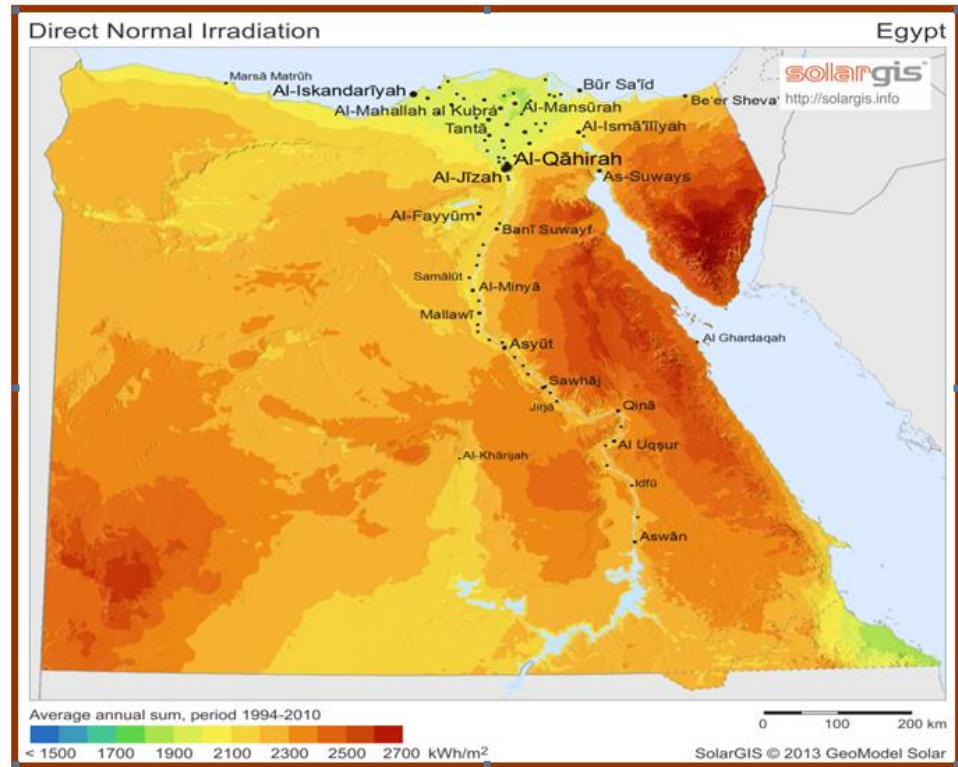 Direct Normal Irradiation
Egypt
solargis
http://solargis.info
Marsā Matrūh
Al-Iskandarīyah
Būr Sa'īd
Be'er Sheva'
Al-Mahallah al Kubrá
Al-Mansūrah
Tantā
Al-Ismā'īlīyah
Al-Qāhirah
Al-Jīzah
As-Suways
Al-Fayyūm
Banī Suwayf
Samālūt
Al-Minyā
Mallawī
Al Ghardaqah
Asyūt
Sawhāj
Jirjā
Qinā
Al Uqşur
Al-Khārijah
Idfū
Aswān
Average annual sum, period 1994-2010
< 1500 1700 1900 2100 2300 2500 2700 kWh/m²
0 100 200 km
SolarGIS © 2013 GeoModel Solar